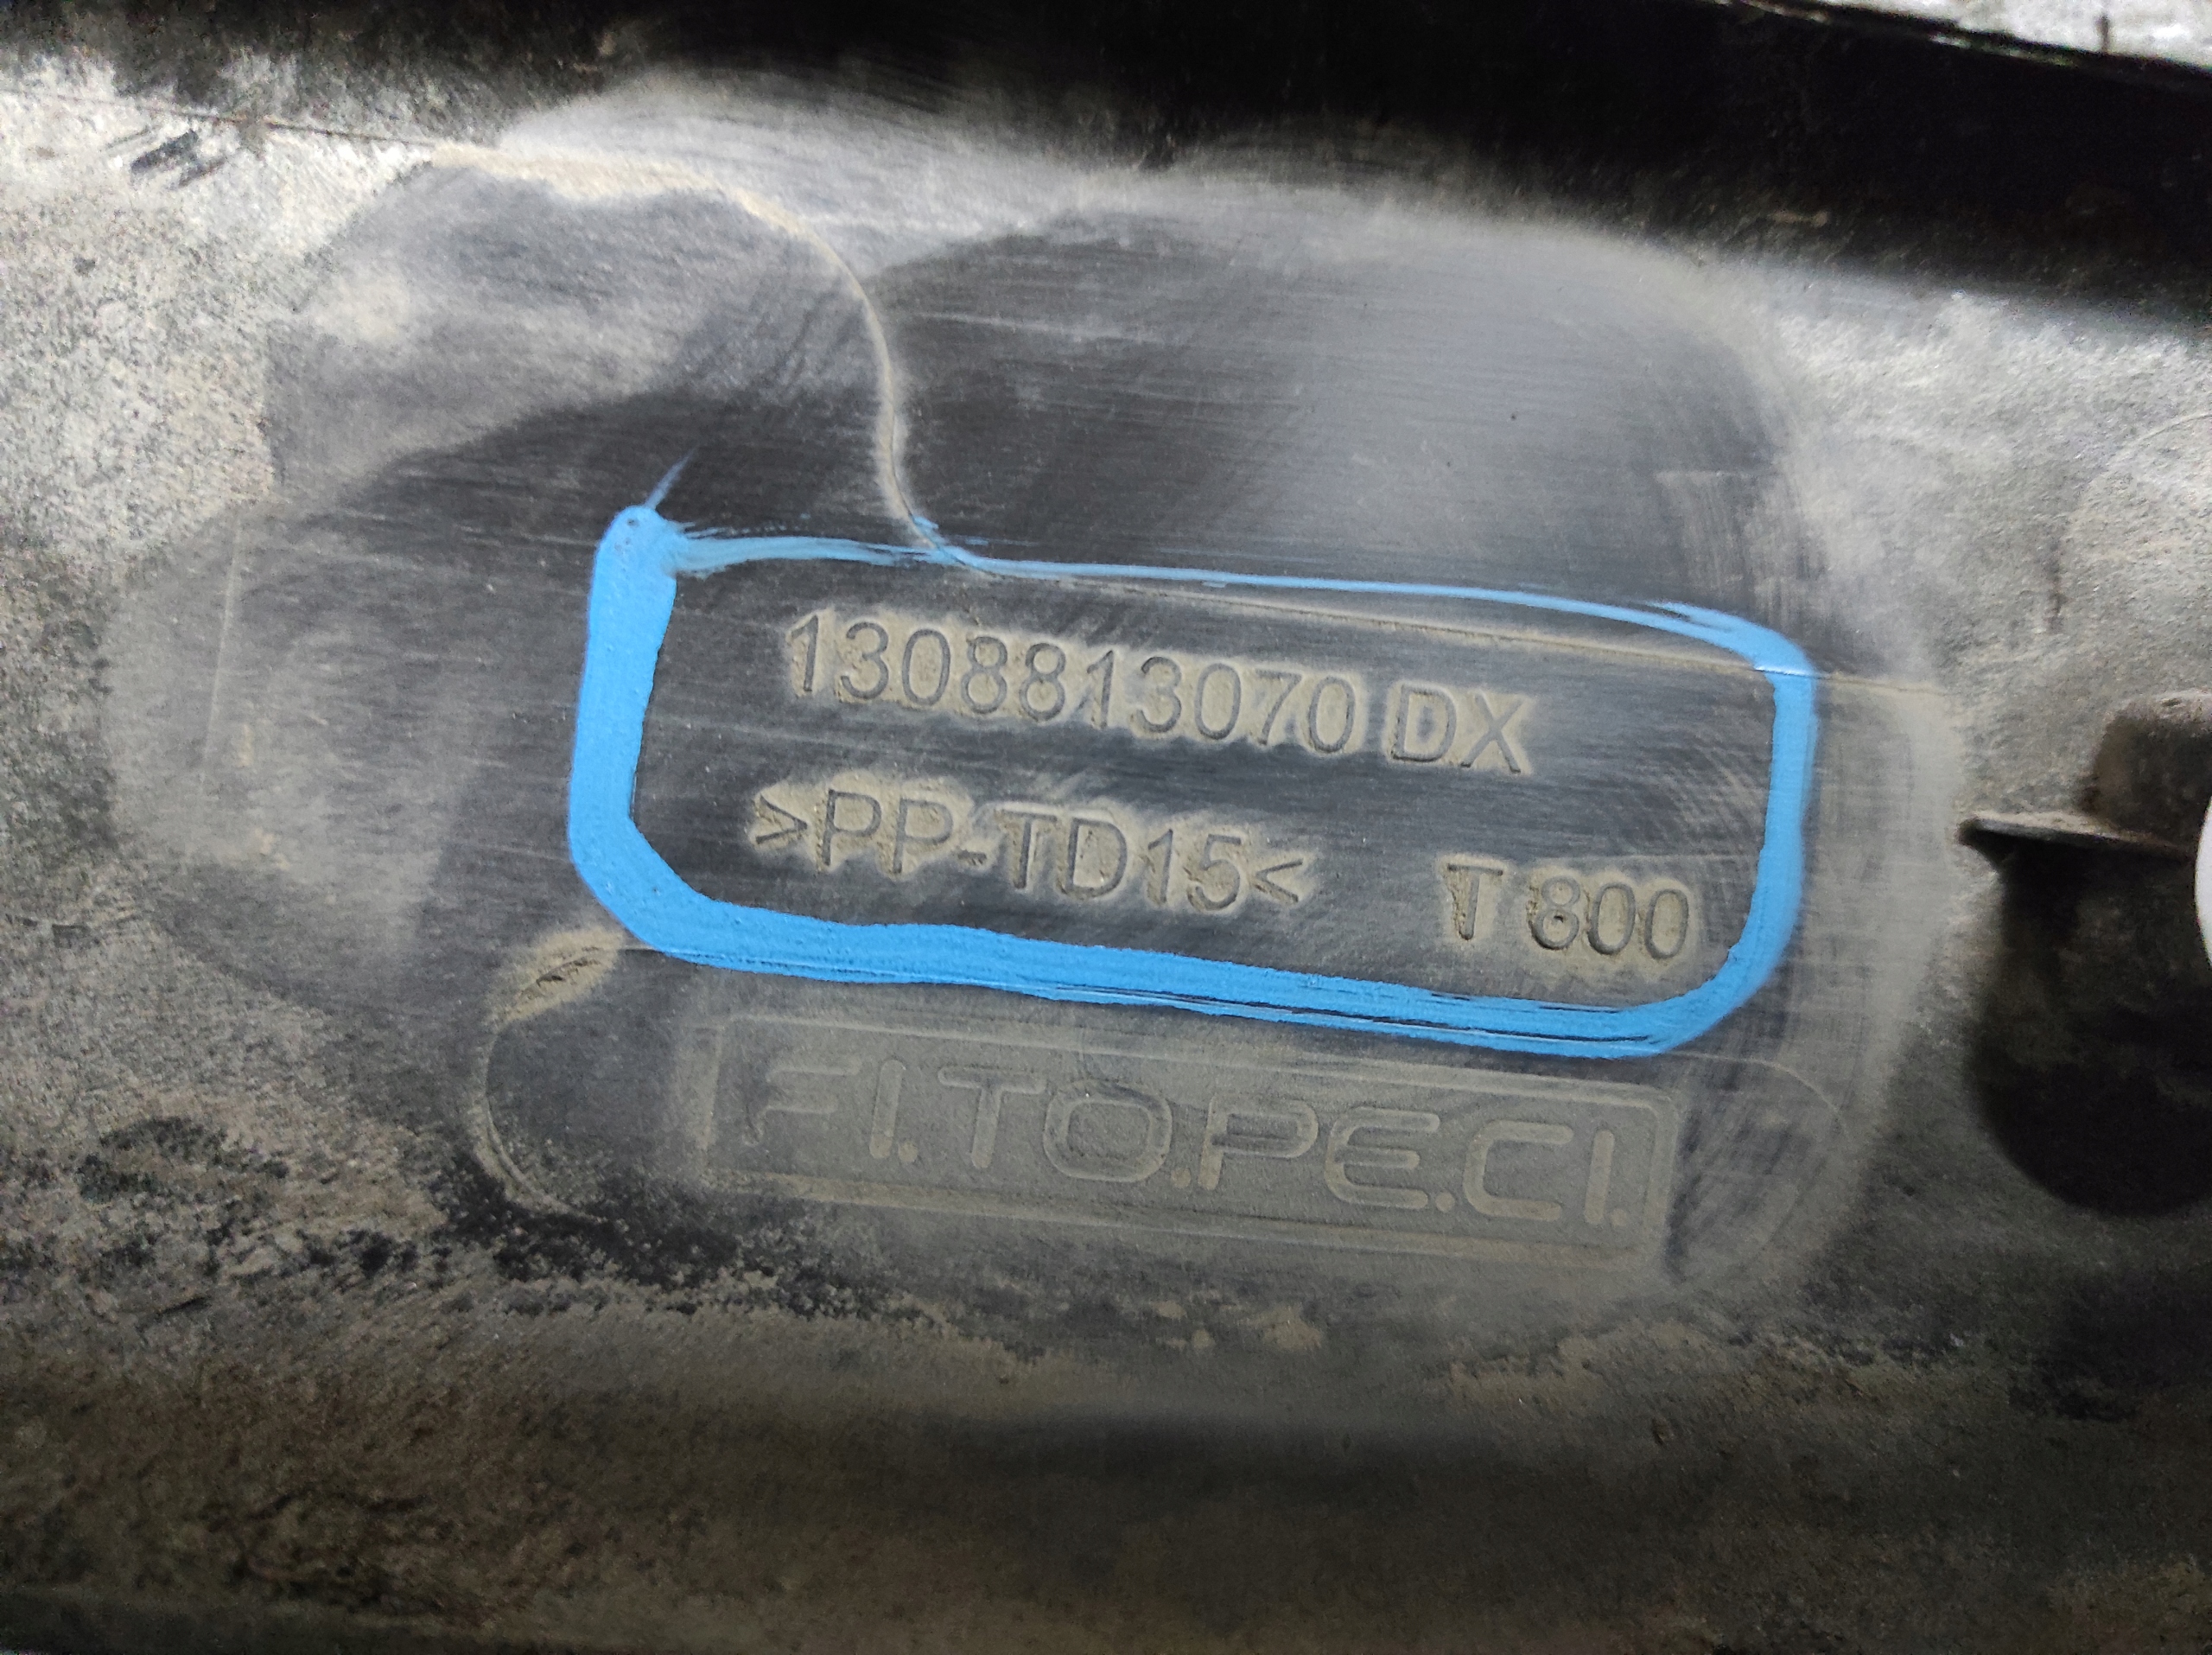 1308813070 DX
>PP-TD15< T 800
FI.TO.PE.CI.